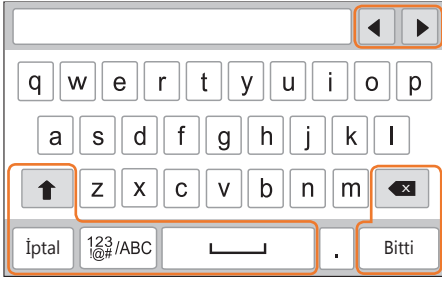 q w e r t y u i o p
a s d f g h j k l
z x c v b n m
İptal 123 !@# /ABC . Bitti